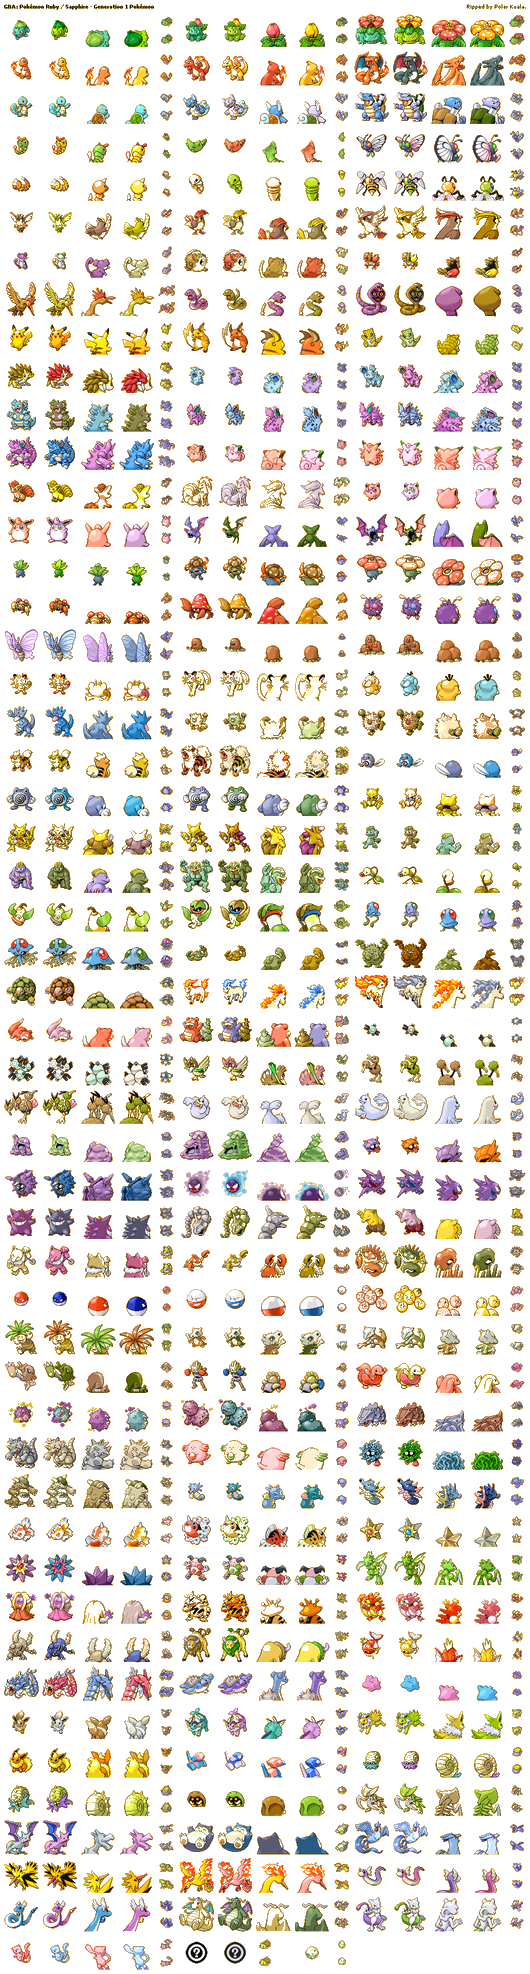 GBA: Pokémon Ruby / Sapphire - Generation 1 Pokémon
Ripped by Polar Koala.
? ?